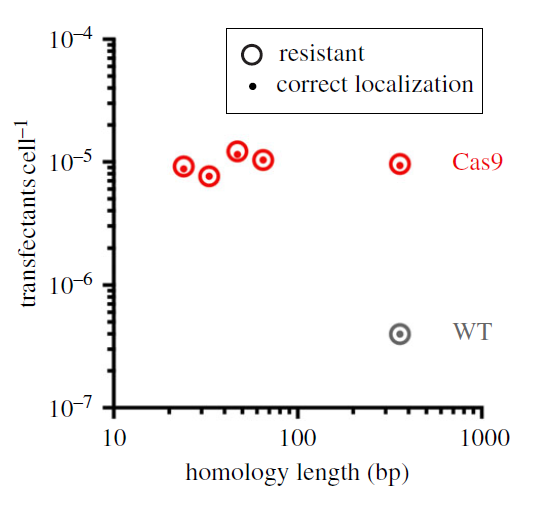 resistant
correct localization
10–4
10–5
10–6
10–7
transfectants cell–1
Cas9
WT
10
100
1000
homology length (bp)